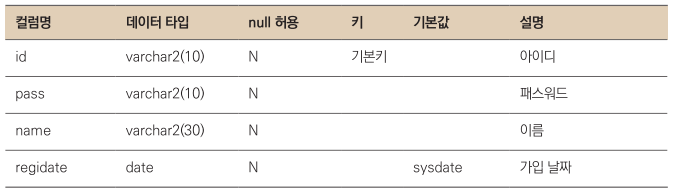 컬럼명 데이터 타입 null 허용 키 기본값 설명
id varchar2(10) N 기본키 아이디
pass varchar2(10) N 패스워드
name varchar2(30) N 이름
regidate date N sysdate 가입 날짜